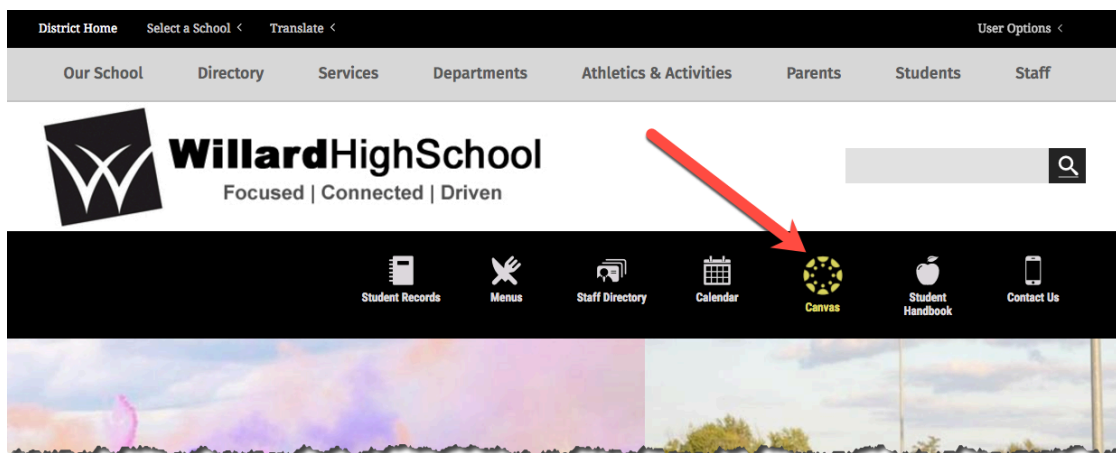 District Home Select a School < Translate < User Options <
Our School Directory Services Departments Athletics & Activities Parents Students Staff
WillardHighSchool
Focused | Connected | Driven
Student Records Menus Staff Directory Calendar Canvas Student Handbook Contact Us